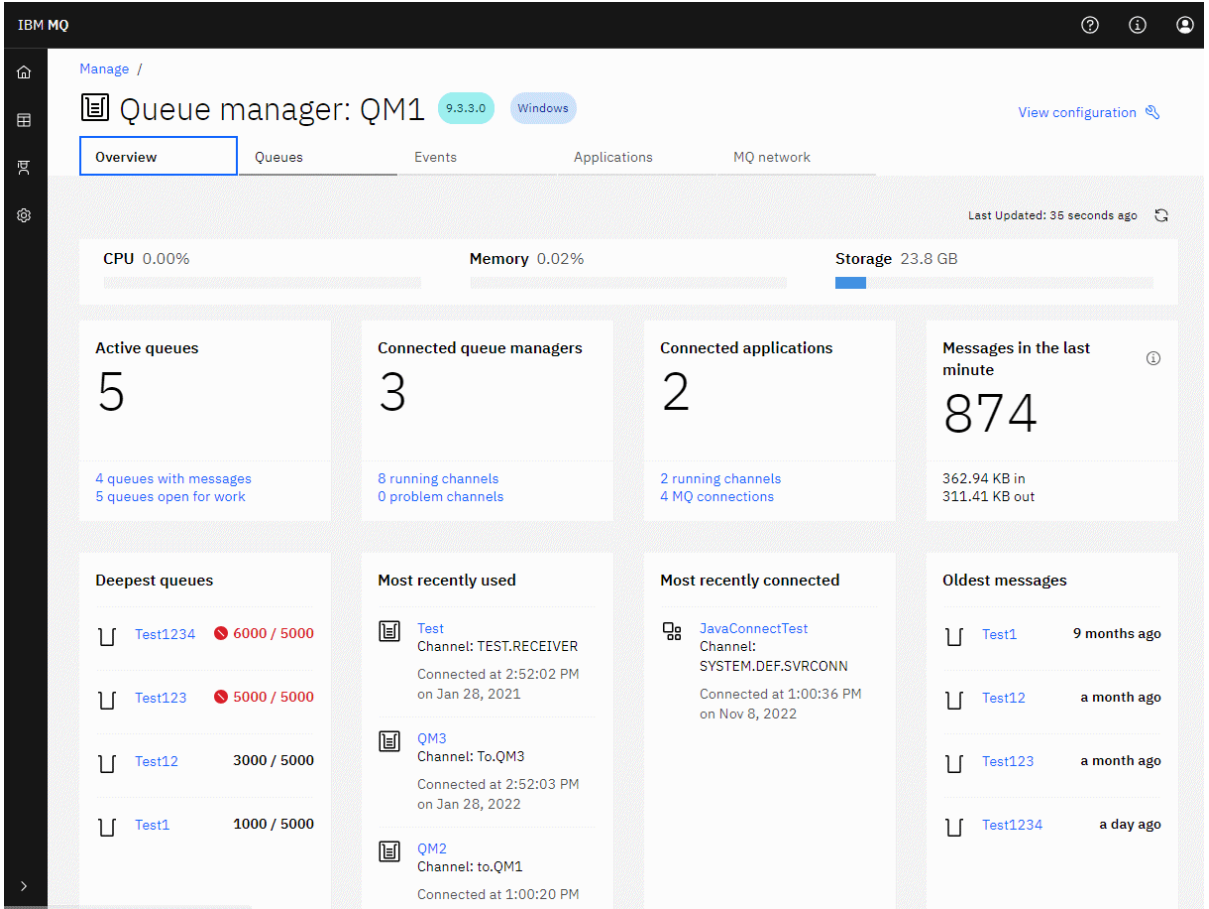 IBM MQ
Manage /
Queue manager: QM1 9.3.3.0 Windows
View configuration
Overview Queues Events Applications MQ network
Last Updated: 35 seconds ago
CPU 0.00% Memory 0.02% Storage 23.8 GB
Active queues
5
4 queues with messages
5 queues open for work
Connected queue managers
3
8 running channels
0 problem channels
Connected applications
2
2 running channels
4 MQ connections
Messages in the last
minute
874
362.94 KB in
311.41 KB out
Deepest queues
Test1234 6000 / 5000
Test123 5000 / 5000
Test12 3000 / 5000
Test1 1000 / 5000
Most recently used
Test
Channel: TEST.RECEIVER
Connected at 2:52:02 PM
on Jan 28, 2021
QM3
Channel: To.QM3
Connected at 2:52:03 PM
on Jan 28, 2022
QM2
Channel: to.QM1
Connected at 1:00:20 PM
Most recently connected
JavaConnectTest
Channel:
SYSTEM.DEF.SVRCONN
Connected at 1:00:36 PM
on Nov 8, 2022
Oldest messages
Test1 9 months ago
Test12 a month ago
Test123 a month ago
Test1234 a day ago